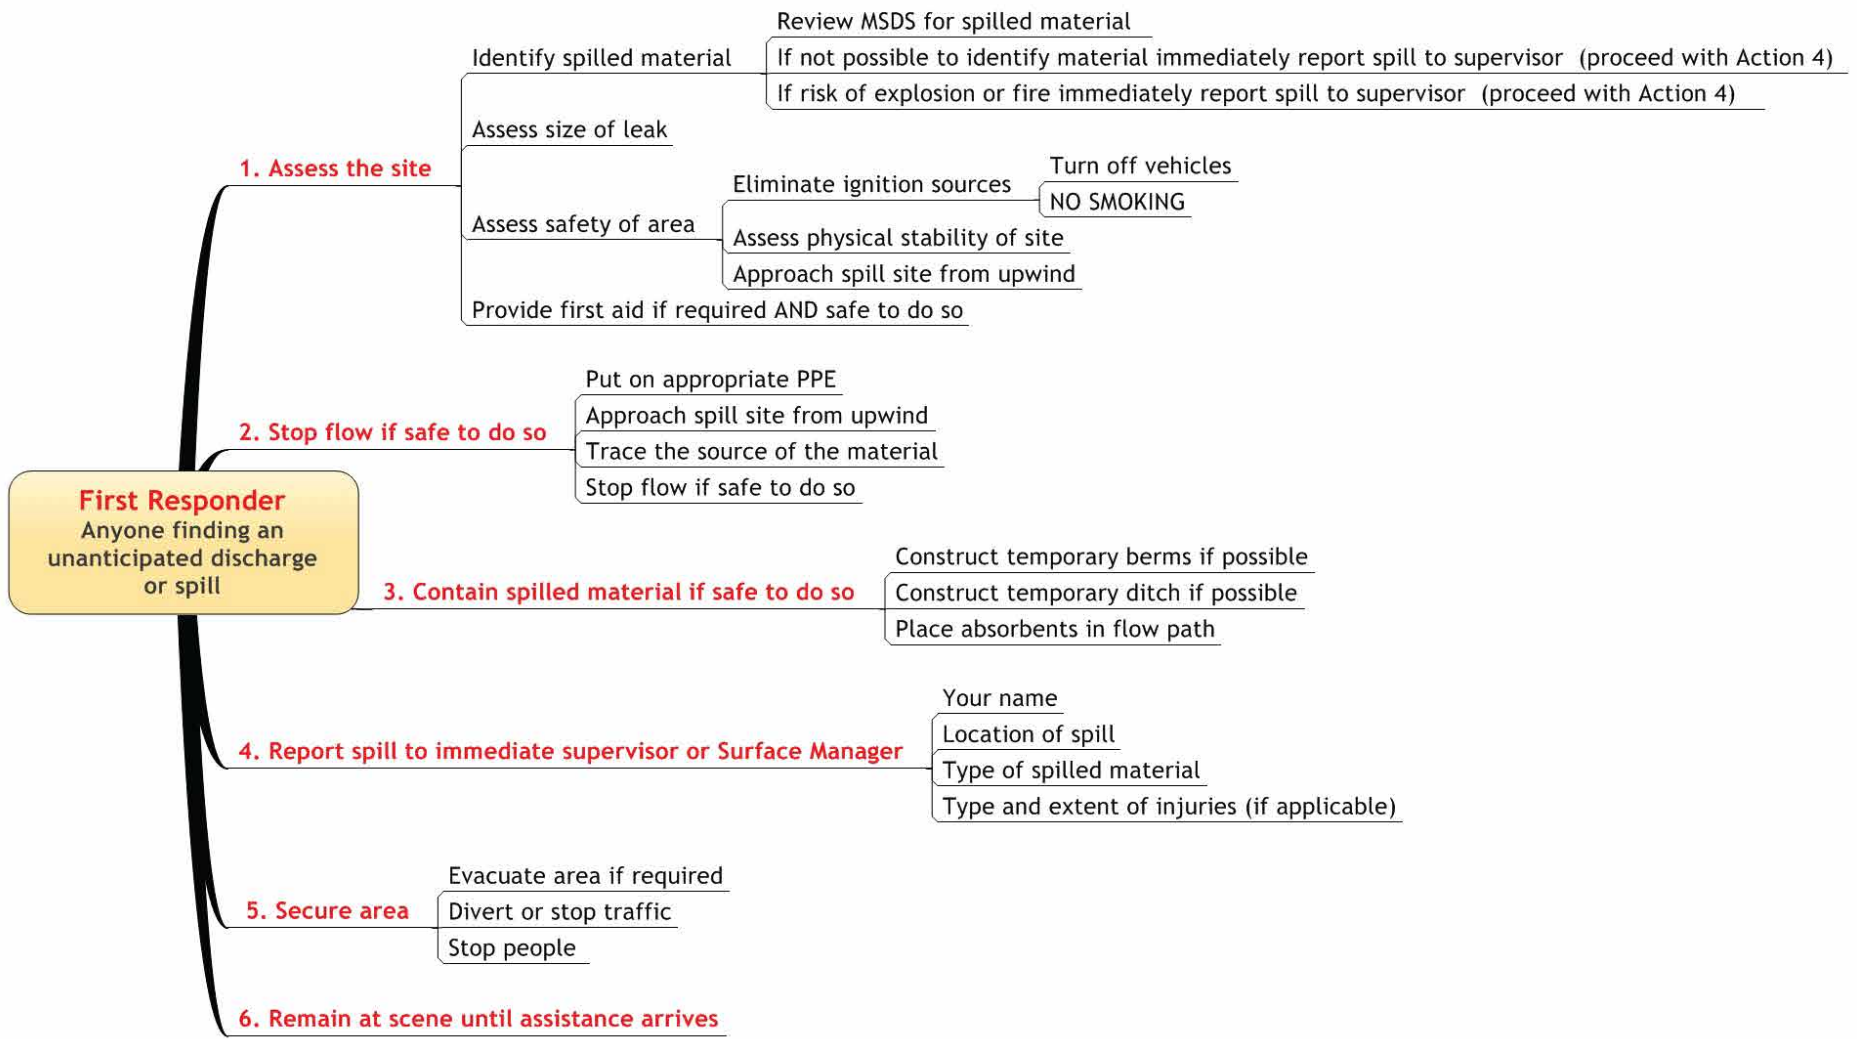 First Responder
Anyone finding an
unanticipated discharge
or spill
1. Assess the site
Identify spilled material
Review MSDS for spilled material
If not possible to identify material immediately report spill to supervisor (proceed with Action 4)
If risk of explosion or fire immediately report spill to supervisor (proceed with Action 4)
Assess size of leak
Assess safety of area
Eliminate ignition sources
Turn off vehicles
NO SMOKING
Assess physical stability of site
Approach spill site from upwind
Provide first aid if required AND safe to do so
2. Stop flow if safe to do so
Put on appropriate PPE
Approach spill site from upwind
Trace the source of the material
Stop flow if safe to do so
3. Contain spilled material if safe to do so
Construct temporary berms if possible
Construct temporary ditch if possible
Place absorbents in flow path
4. Report spill to immediate supervisor or Surface Manager
Your name
Location of spill
Type of spilled material
Type and extent of injuries (if applicable)
5. Secure area
Evacuate area if required
Divert or stop traffic
Stop people
6. Remain at scene until assistance arrives